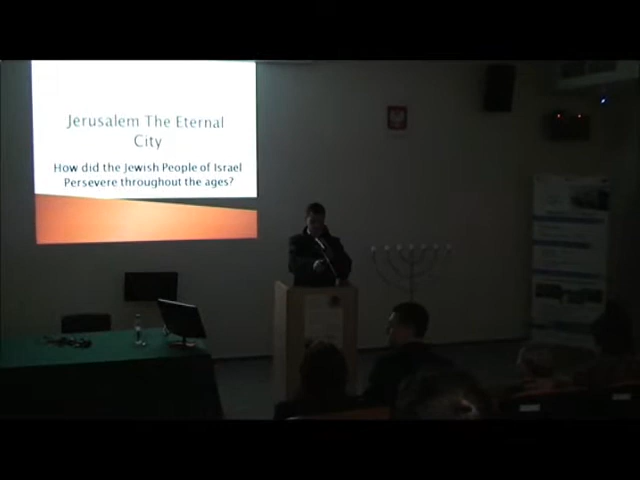 Jerusalem The Eternal
City
How did the Jewish People of Israel
Persevere throughout the ages?